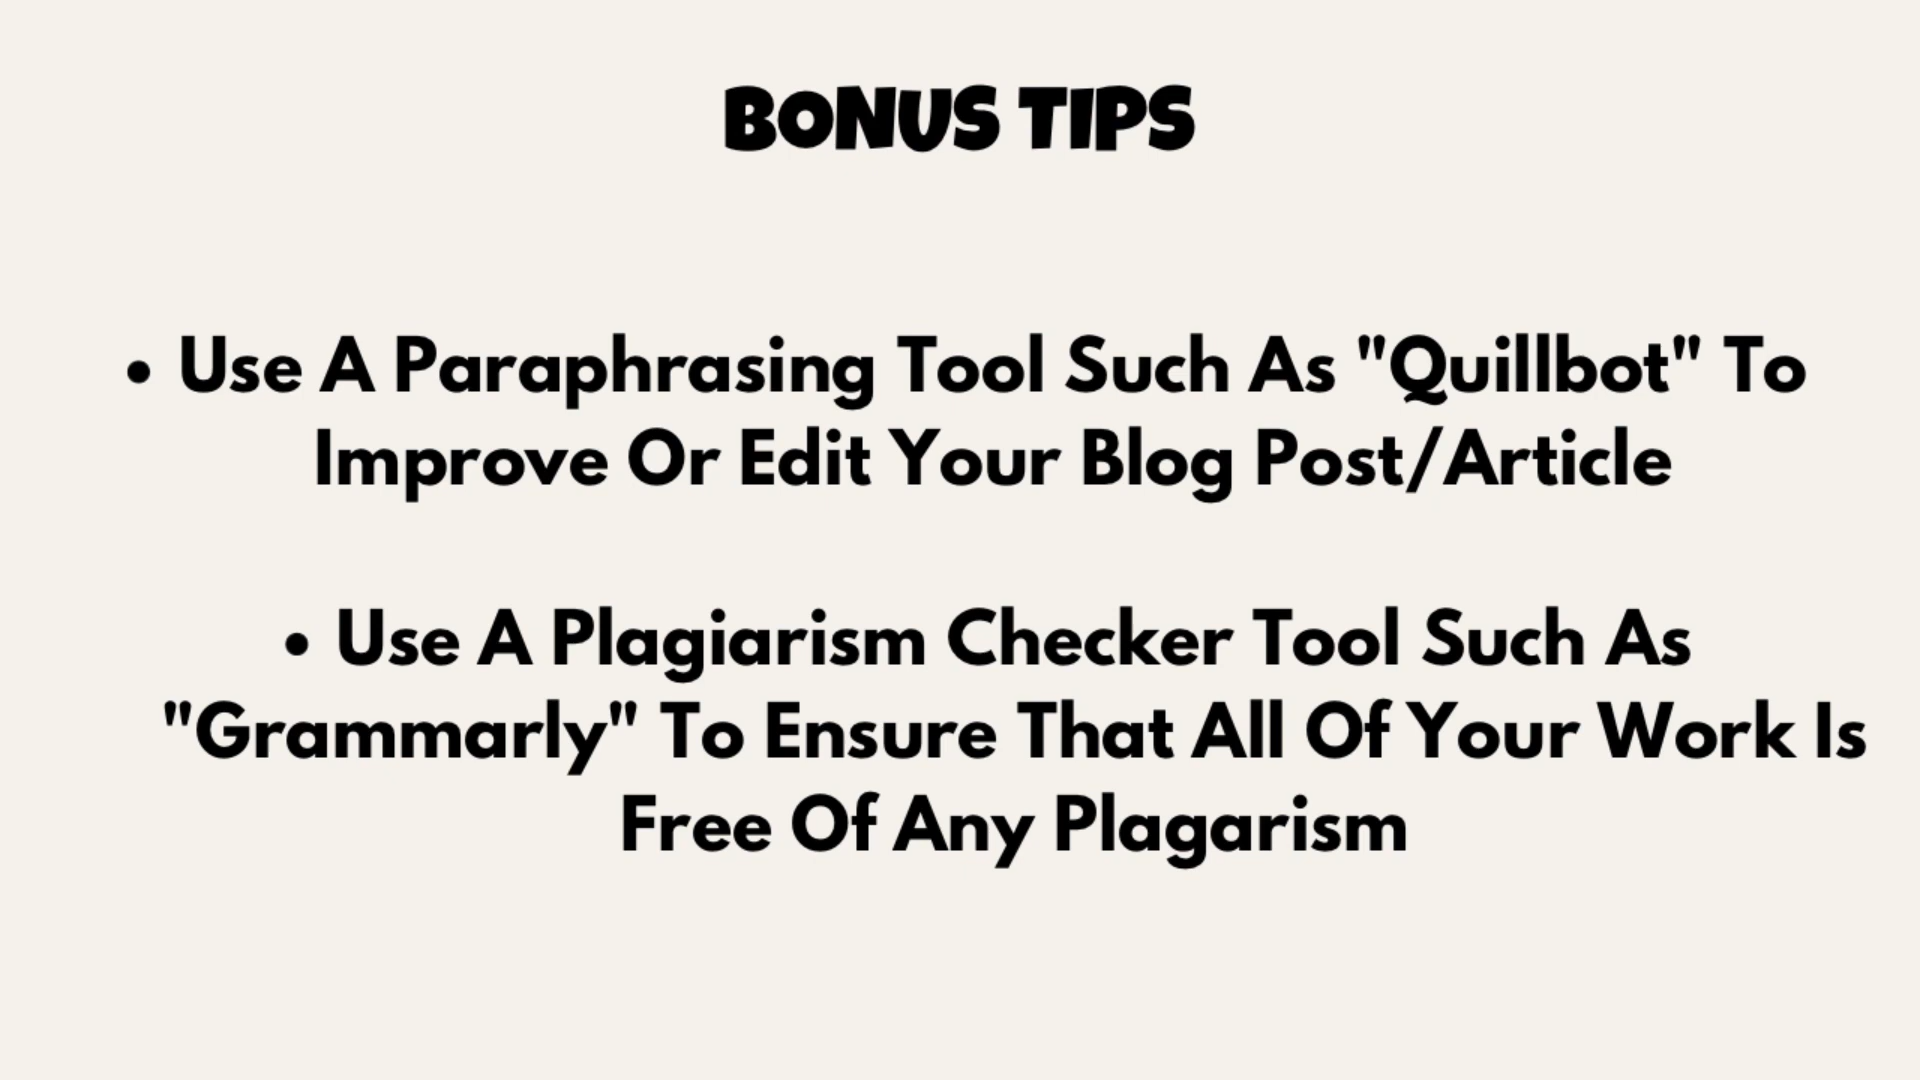 BONUS TIPS
• Use A Paraphrasing Tool Such As "Quillbot" To
Improve Or Edit Your Blog Post/Article
• Use A Plagiarism Checker Tool Such As
"Grammarly" To Ensure That All Of Your Work Is
Free Of Any Plagarism